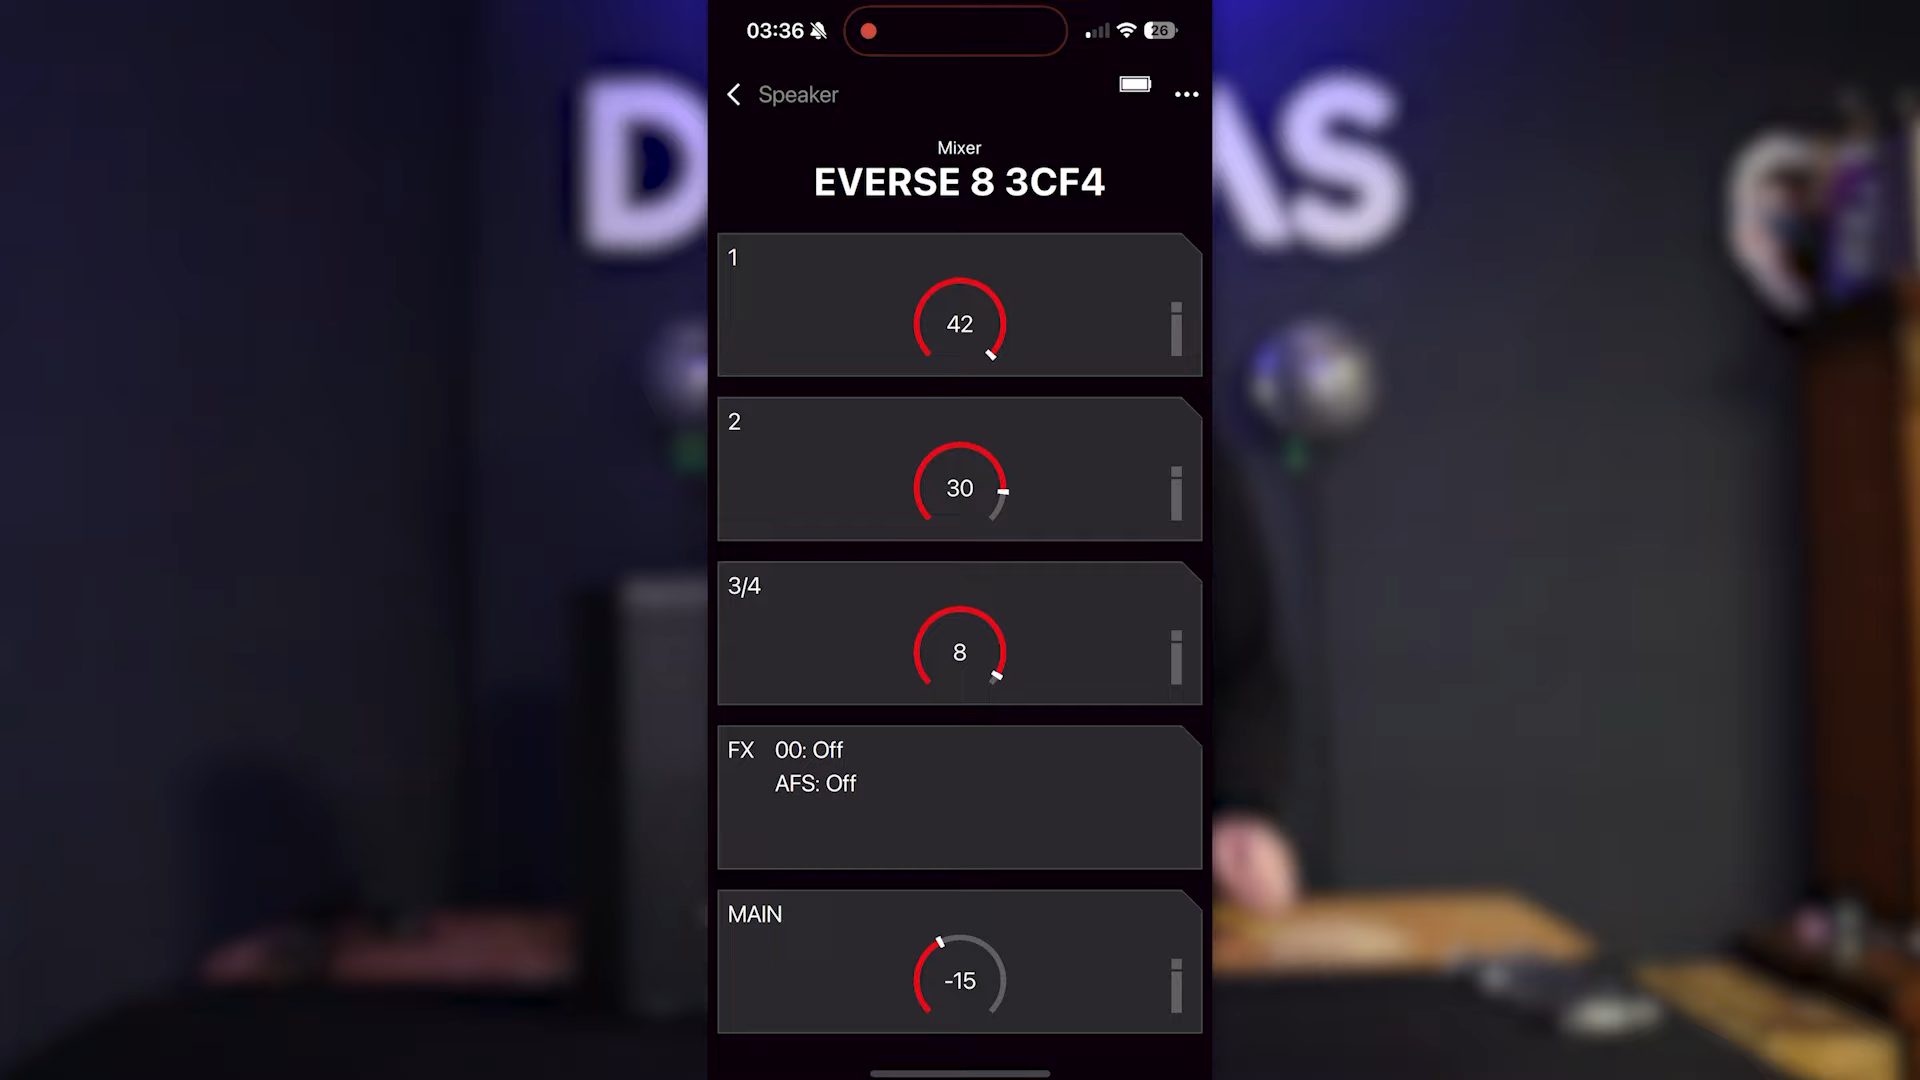 03:36
26
Speaker
Mixer
EVERSE 8 3CF4
1
42
2
30
3/4
8
FX 00: Off
AFS: Off
MAIN
-15